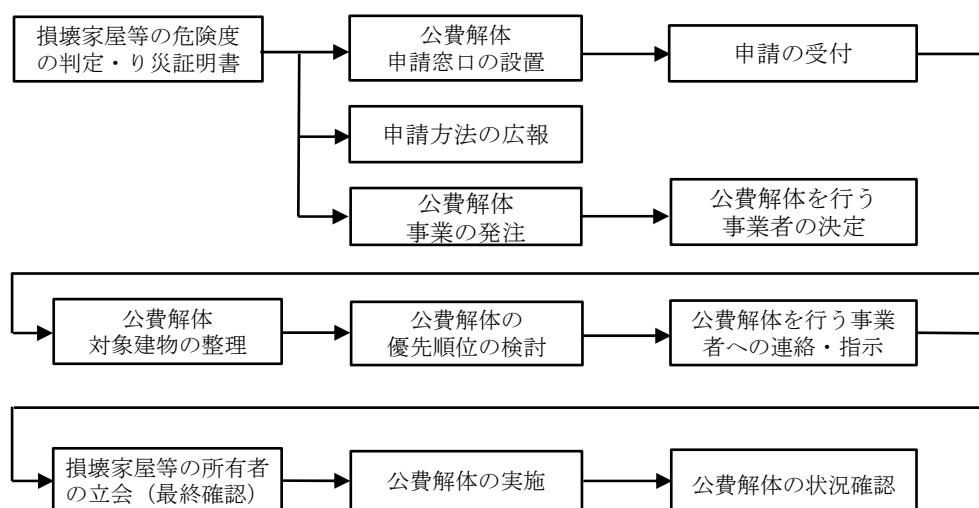 損壊家屋等の危険度
の判定・り災証明書
公費解体
申請窓口の設置
申請の受付
申請方法の広報
公費解体
事業の発注
公費解体を行う
事業者の決定
公費解体
対象建物の整理
公費解体の
優先順位の検討
公費解体を行う事業
者への連絡・指示
損壊家屋等の所有者
の立会（最終確認）
公費解体の実施
公費解体の状況確認